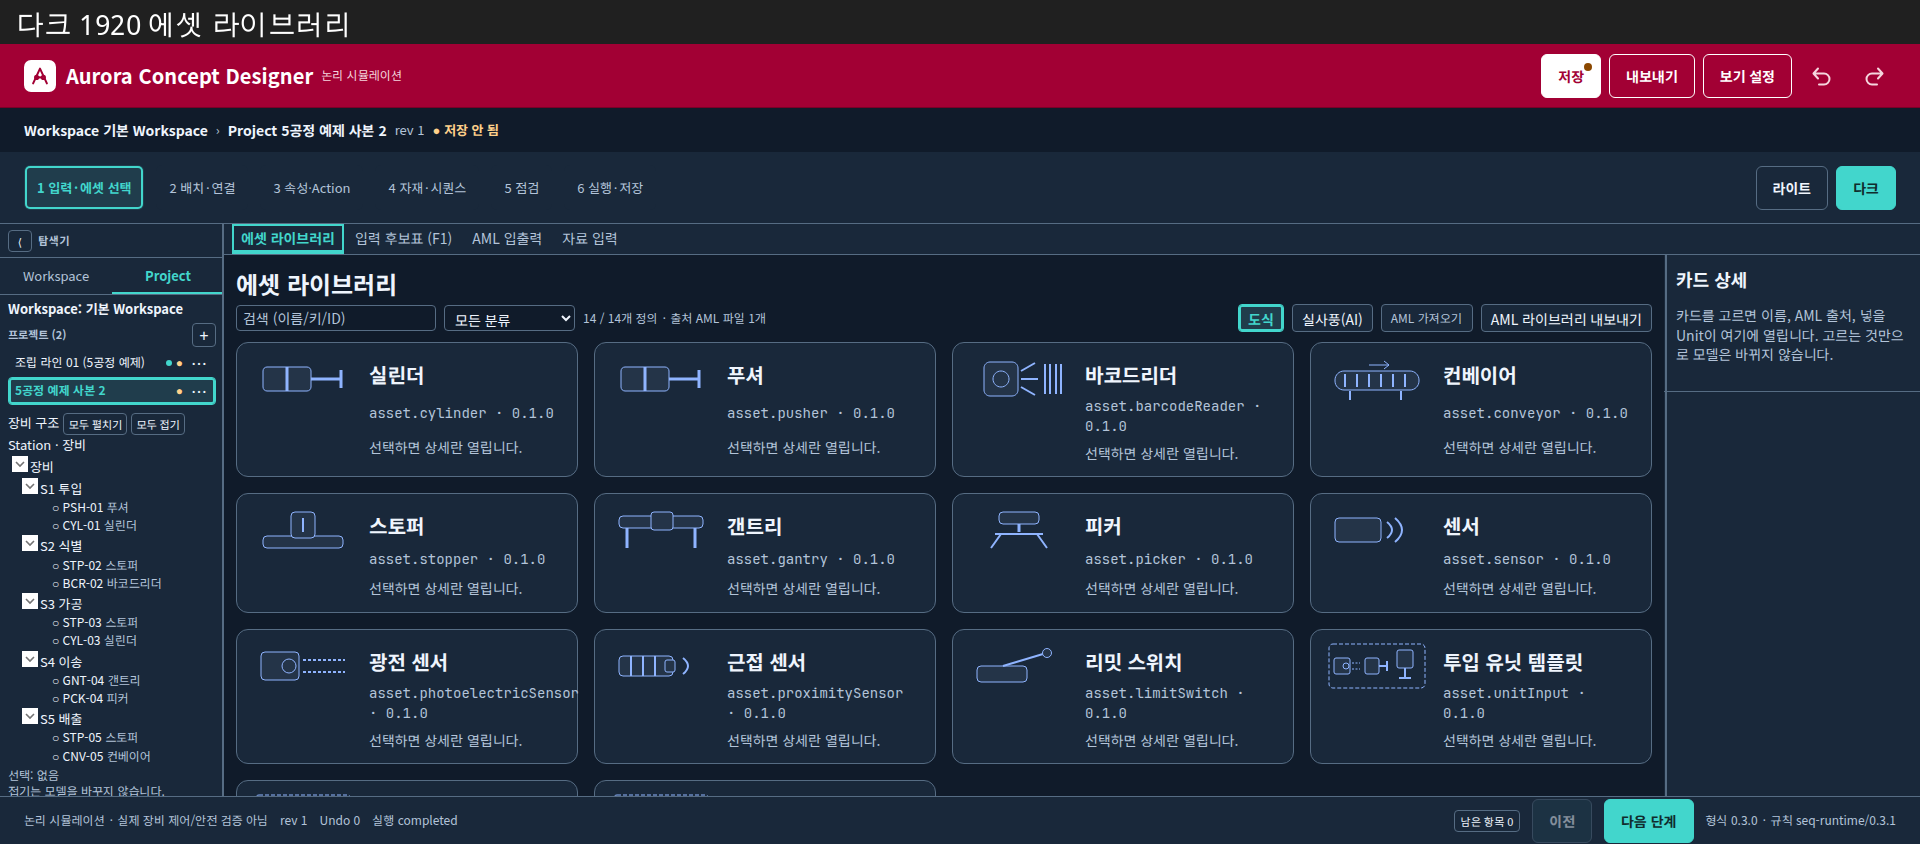 다크 1920 에셋 라이브러리
Aurora Concept Designer 논리 시뮬레이션
저장 내보내기 보기 설정
Workspace 기본 Workspace › Project 5공정 예제 사본 2 rev 1 ● 저장 안 됨
1 입력·에셋 선택 2 배치·연결 3 속성·Action 4 자재·시퀀스 5 점검 6 실행·저장
라이트 다크
탐색기
Workspace Project
Workspace: 기본 Workspace
프로젝트 (2) +
조립 라인 01 (5공정 예제) ● ● ···
5공정 예제 사본 2 ● ···
장비 구조 모두 펼치기 모두 접기
Station · 장비
장비
S1 투입
○ PSH-01 푸셔
○ CYL-01 실린더
S2 식별
○ STP-02 스토퍼
○ BCR-02 바코드리더
S3 가공
○ STP-03 스토퍼
○ CYL-03 실린더
S4 이송
○ GNT-04 갠트리
○ PCK-04 피커
S5 배출
○ STP-05 스토퍼
○ CNV-05 컨베이어
선택: 없음
접기는 모델을 바꾸지 않습니다.
에셋 라이브러리 입력 후보표 (F1) AML 입출력 자료 입력
에셋 라이브러리
검색 (이름/키/ID) 모든 분류 14 / 14개 정의 · 출처 AML 파일 1개
도식 실사풍(AI) AML 가져오기 AML 라이브러리 내보내기
실린더
asset.cylinder · 0.1.0
선택하면 상세란 열립니다.
푸셔
asset.pusher · 0.1.0
선택하면 상세란 열립니다.
바코드리더
asset.barcodeReader ·
0.1.0
선택하면 상세란 열립니다.
컨베이어
asset.conveyor · 0.1.0
선택하면 상세란 열립니다.
스토퍼
asset.stopper · 0.1.0
선택하면 상세란 열립니다.
갠트리
asset.gantry · 0.1.0
선택하면 상세란 열립니다.
피커
asset.picker · 0.1.0
선택하면 상세란 열립니다.
센서
asset.sensor · 0.1.0
선택하면 상세란 열립니다.
광전 센서
asset.photoelectricSensor
· 0.1.0
선택하면 상세란 열립니다.
근접 센서
asset.proximitySensor
· 0.1.0
선택하면 상세란 열립니다.
리밋 스위치
asset.limitSwitch ·
0.1.0
선택하면 상세란 열립니다.
투입 유닛 템플릿
asset.unitInput ·
0.1.0
선택하면 상세란 열립니다.
카드 상세
카드를 고르면 이름, AML 출처, 넣을
Unit이 여기에 열립니다. 고르는 것만으
로 모델은 바뀌지 않습니다.
논리 시뮬레이션 · 실제 장비 제어/안전 검증 아님 rev 1 Undo 0 실행 completed
남은 항목 0 이전 다음 단계 형식 0.3.0 · 규칙 seq-runtime/0.3.1